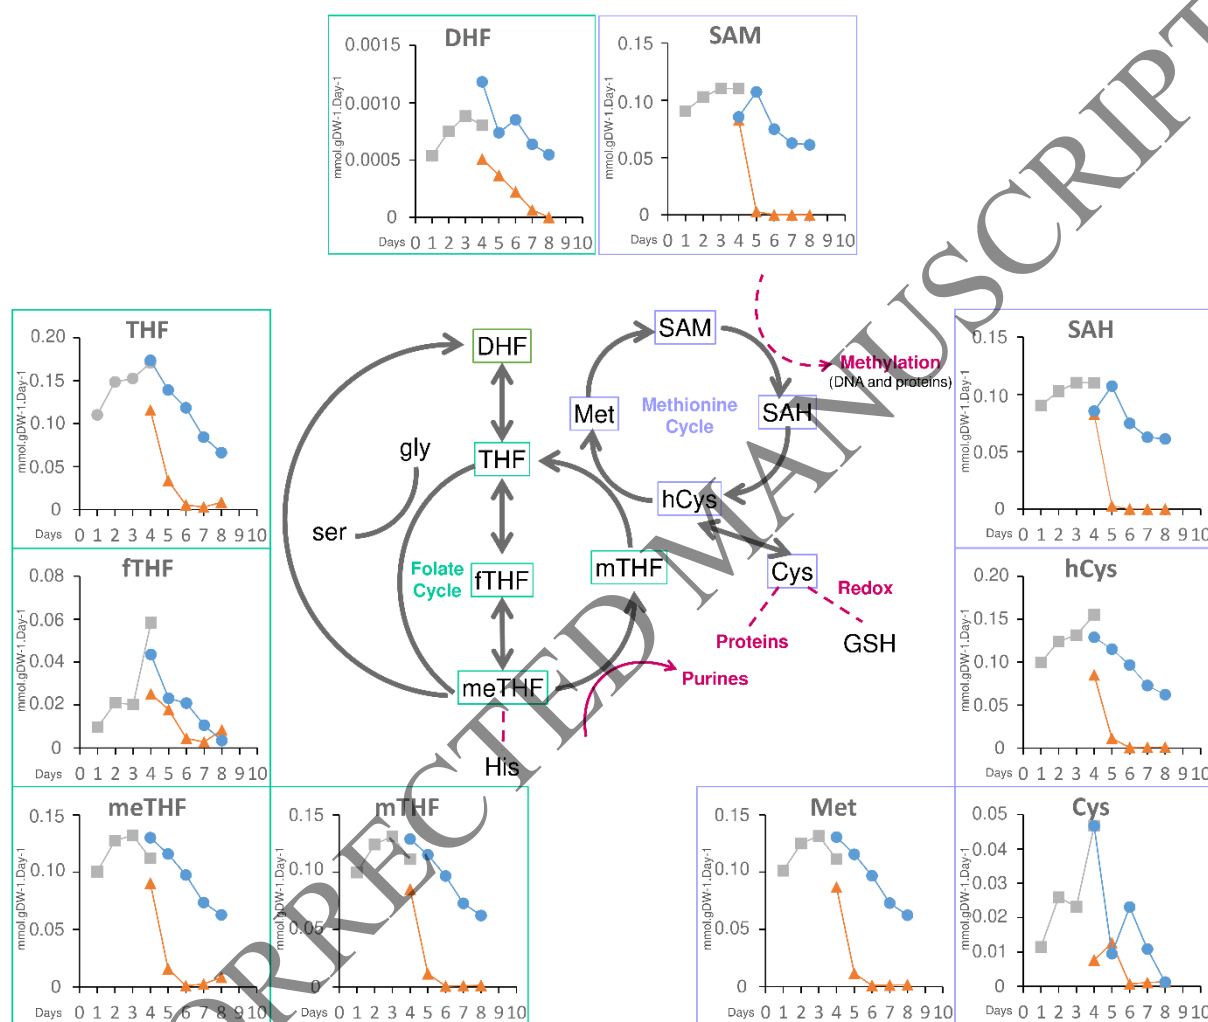 DHF
mmol.gDW-1.Day-1
0.0015
0.0010
0.0005
0
Days 0 1 2 3 4 5 6 7 8 9 10
SAM
mmol.gDW-1.Day-1
0.15
0.10
0.05
0
Days 0 1 2 3 4 5 6 7 8 9 10
THF
mmol.gDW-1.Day-1
0.20
0.15
0.10
0.05
0
Days 0 1 2 3 4 5 6 7 8 9 10
fTHF
mmol.gDW-1.Day-1
0.08
0.06
0.04
0.02
0
Days 0 1 2 3 4 5 6 7 8 9 10
meTHF
mmol.gDW-1.Day-1
0.15
0.10
0.05
0
Days 0 1 2 3 4 5 6 7 8 9 10
mTHF
mmol.gDW-1.Day-1
0.15
0.10
0.05
0
Days 0 1 2 3 4 5 6 7 8 9 10
DHF
THF
gly
ser
Folate
Cycle
fTHF
mTHF
meTHF
His
Purines
SAM
Met
Methionine
Cycle
SAH
hCys
Cys
Methylation
(DNA and proteins)
Redox
Proteins
GSH
SAH
mmol.gDW-1.Day-1
0.15
0.10
0.05
0
Days 0 1 2 3 4 5 6 7 8 9 10
hCys
mmol.gDW-1.Day-1
0.20
0.15
0.10
0.05
0
Days 0 1 2 3 4 5 6 7 8 9 10
Met
mmol.gDW-1.Day-1
0.15
0.10
0.05
0
Days 0 1 2 3 4 5 6 7 8 9 10
Cys
mmol.gDW-1.Day-1
0.05
0.04
0.03
0.02
0.01
0
Days 0 1 2 3 4 5 6 7 8 9 10
ORRECTED MANUSCRIPT